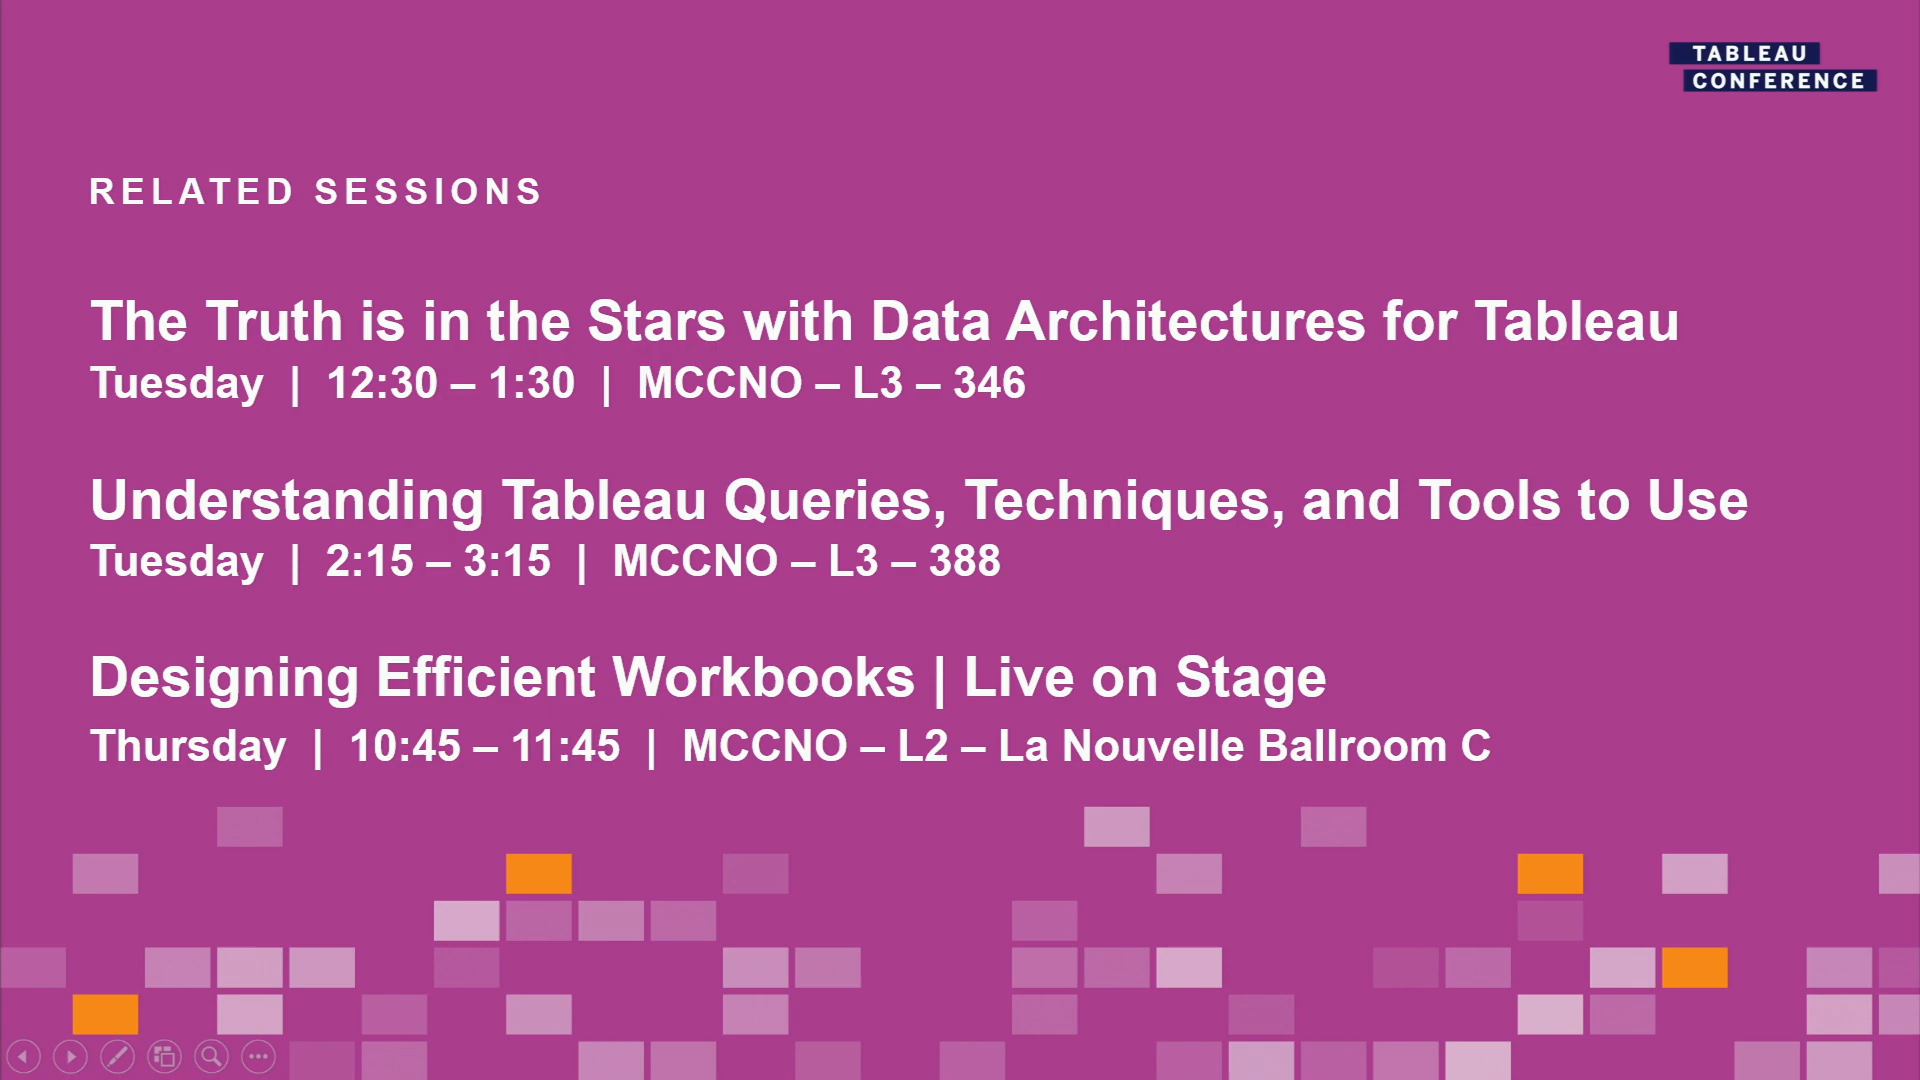 TABLEAU
CONFERENCE
RELATED SESSIONS
The Truth is in the Stars with Data Architectures for Tableau
Tuesday | 12:30 – 1:30 | MCCNO – L3 – 346
Understanding Tableau Queries, Techniques, and Tools to Use
Tuesday | 2:15 – 3:15 | MCCNO – L3 – 388
Designing Efficient Workbooks | Live on Stage
Thursday | 10:45 – 11:45 | MCCNO – L2 – La Nouvelle Ballroom C